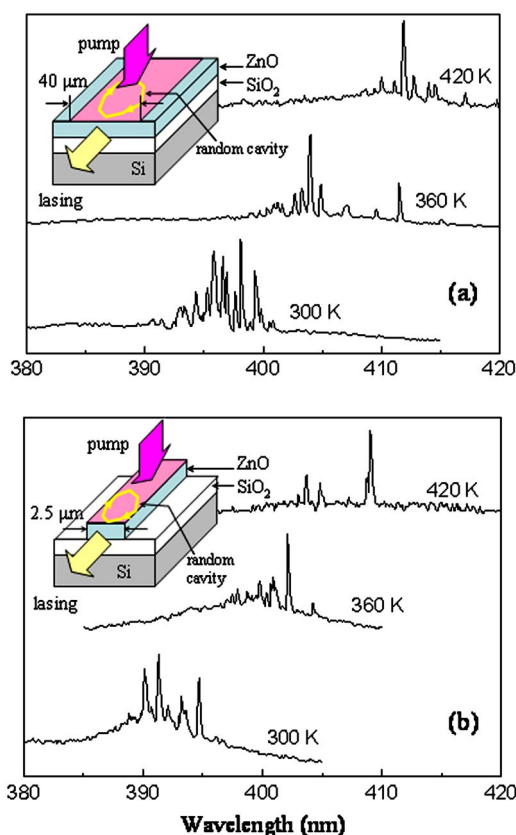 pump
ZnO
SiO2
40 μm
random cavity
Si
lasing
420 K
360 K
300 K
(a)
380 390 400 410 420
pump
ZnO
SiO2
2.5 μm
random cavity
Si
lasing
420 K
360 K
300 K
(b)
380 390 400 410 420
Wavelength (nm)